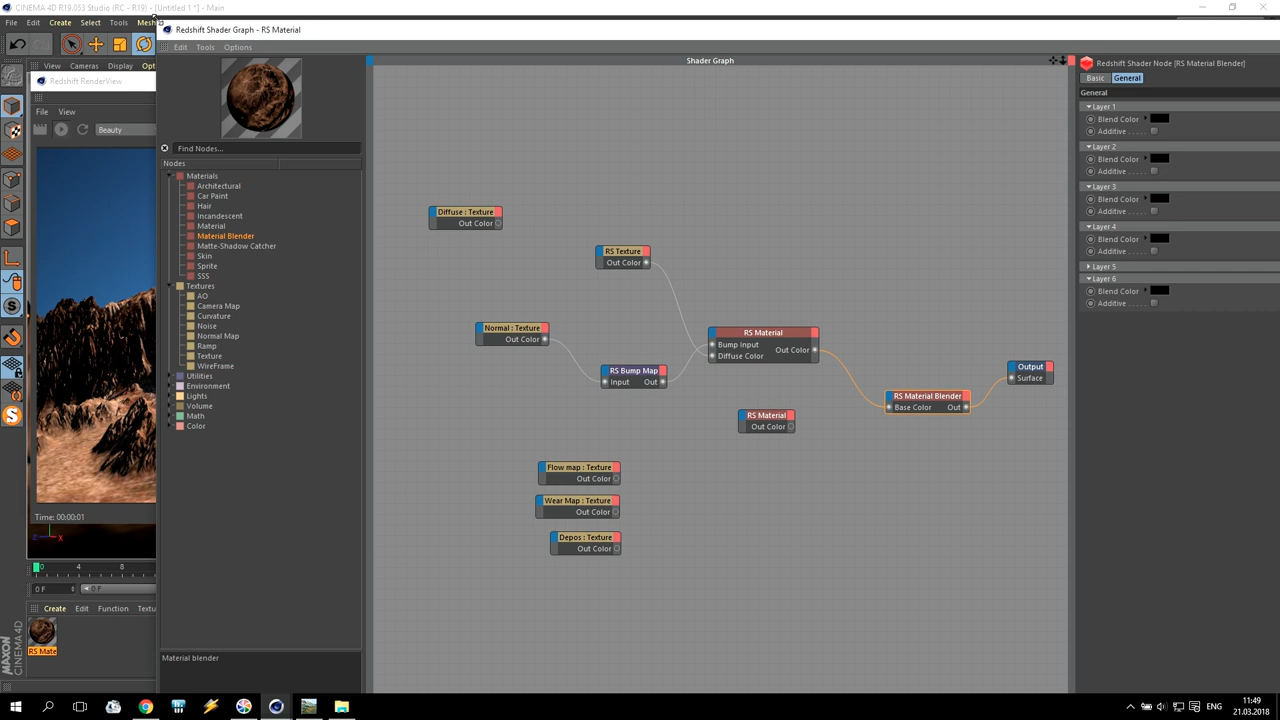 CINEMA 4D R19.053 Studio (RC - R19) - [Untitled 1 *] - Main
File Edit Create Select Tools Mesh
Redshift Shader Graph - RS Material
Edit Tools Options
View Cameras Display Opt
Redshift RenderView
File View
Beauty
Time: 00:00:01
Z X
0 4 8
0 F 0 F
Create Edit Function Textu
RS Mate
MAXON CINEMA 4D
Find Nodes...
Nodes
Materials
Architectural
Car Paint
Hair
Incandescent
Material
Material Blender
Matte-Shadow Catcher
Skin
Sprite
SSS
Textures
AO
Camera Map
Curvature
Noise
Normal Map
Ramp
Texture
WireFrame
Utilities
Environment
Lights
Volume
Math
Color
Material blender
Shader Graph
Diffuse : Texture
Out Color
RS Texture
Out Color
Normal : Texture
Out Color
RS Bump Map
Input Out
RS Material
Bump Input
Diffuse Color
Out Color
RS Material
Out Color
RS Material Blender
Base Color Out
Output
Surface
Flow map : Texture
Out Color
Wear Map : Texture
Out Color
Depos : Texture
Out Color
Redshift Shader Node [RS Material Blender]
Basic General
General
Layer 1
Blend Color
Additive . . . . .
Layer 2
Blend Color
Additive . . . . .
Layer 3
Blend Color
Additive . . . . .
Layer 4
Blend Color
Additive . . . . .
Layer 5
Layer 6
Blend Color
Additive . . . . .
ENG
11:49
21.03.2018